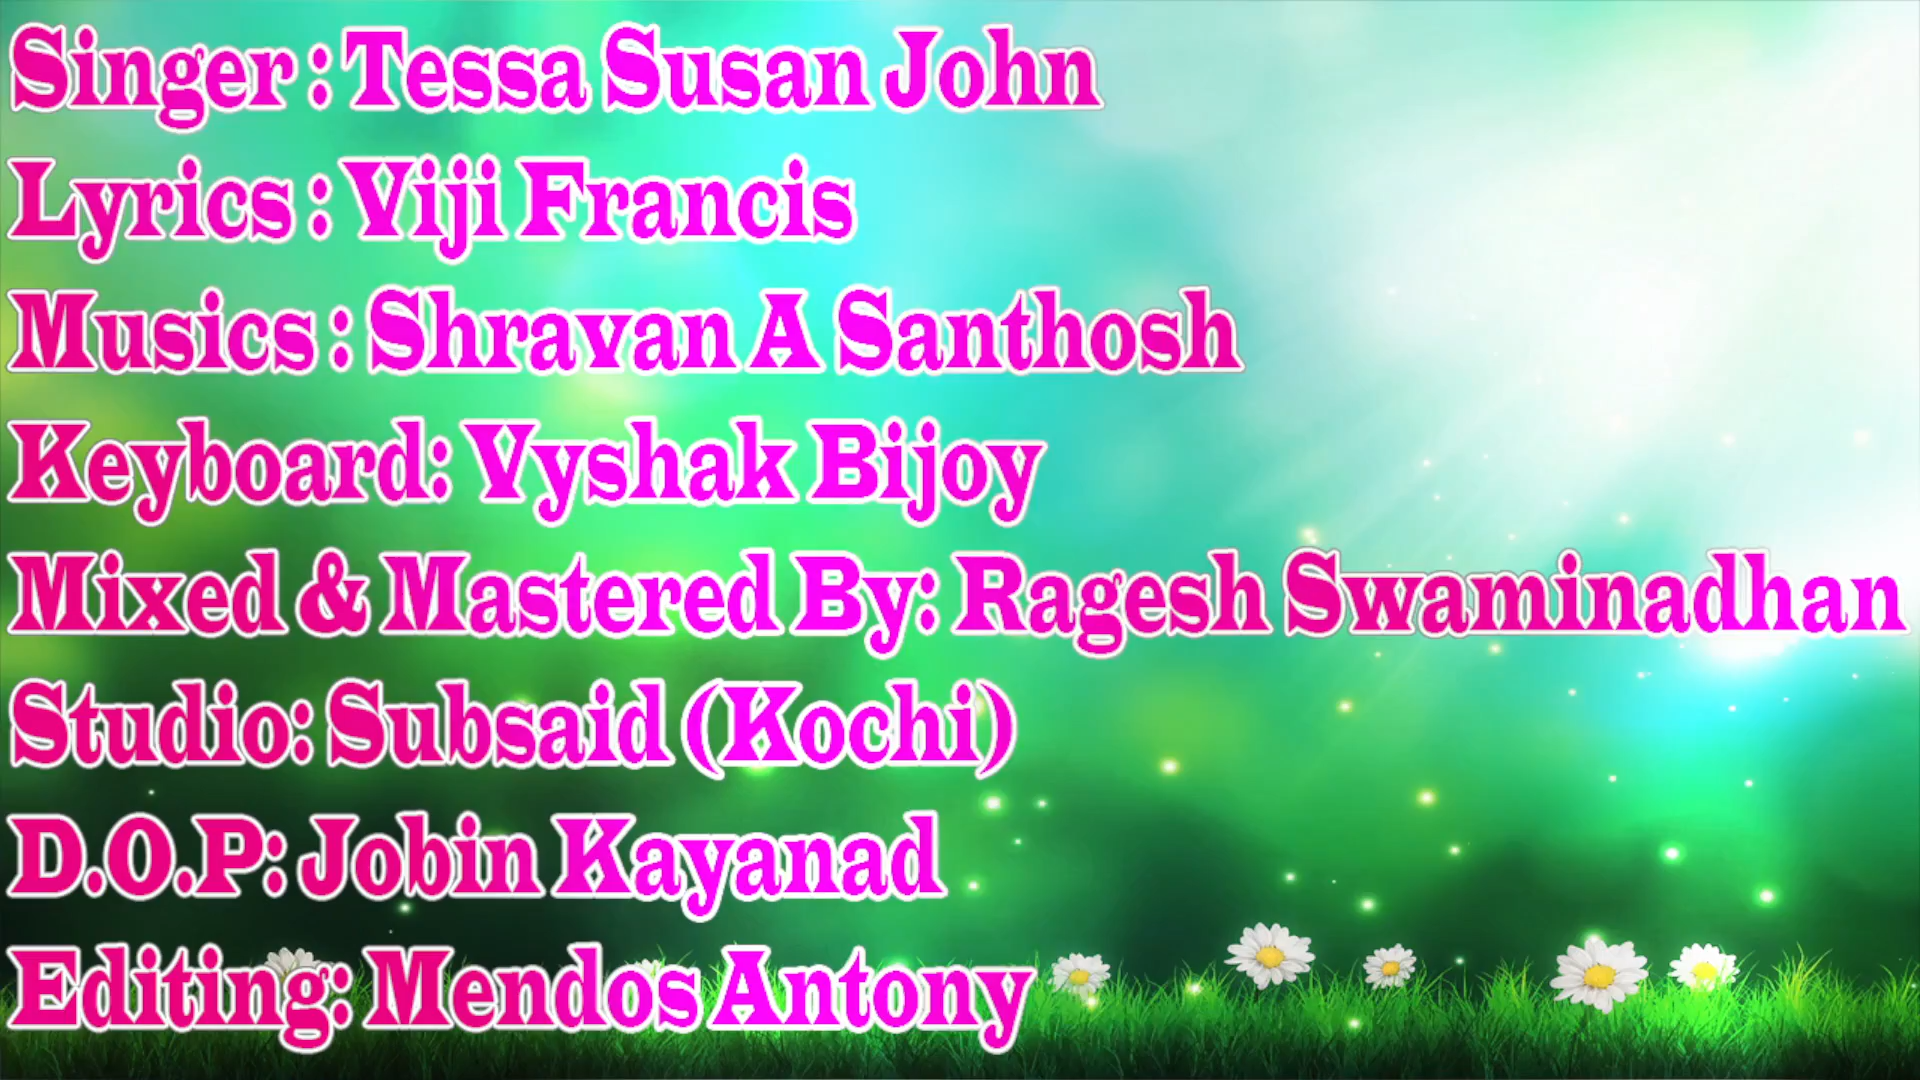 Singer : Tessa Susan John
Lyrics : Viji Francis
Musics : Shravan A Santhosh
Keyboard: Vyshak Bijoy
Mixed & Mastered By: Ragesh Swaminadhan
Studio: Subsaid (Kochi)
D.O.P: Jobin Kayanad
Editing: Mendos Antony